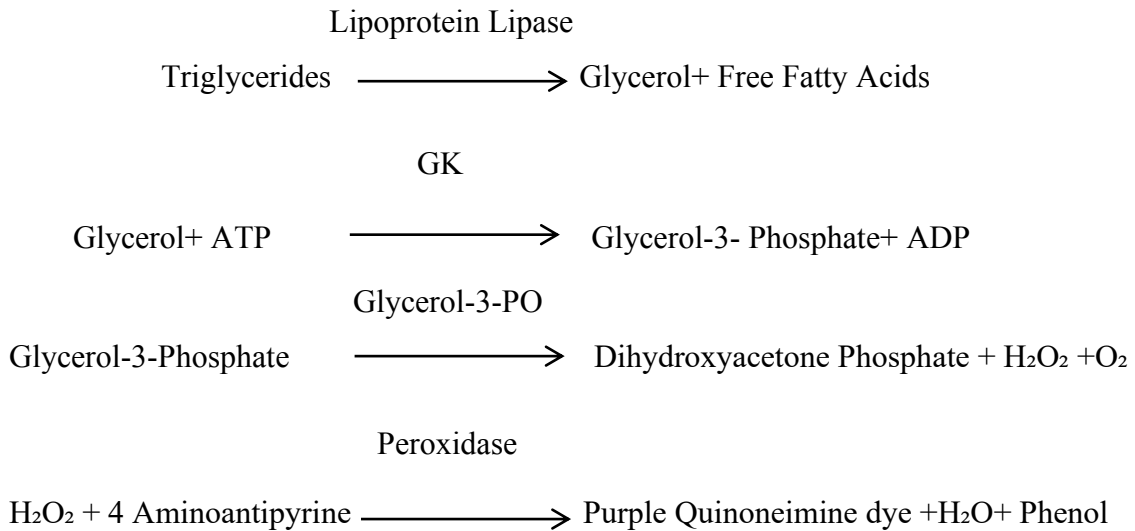 Lipoprotein Lipase
Triglycerides Glycerol+ Free Fatty Acids
GK
Glycerol+ ATP Glycerol-3- Phosphate+ ADP
Glycerol-3-PO
Glycerol-3-Phosphate Dihydroxyacetone Phosphate + H₂O₂ +O₂
Peroxidase
H₂O₂ + 4 Aminoantipyrine Purple Quinoneimine dye +H₂O+ Phenol